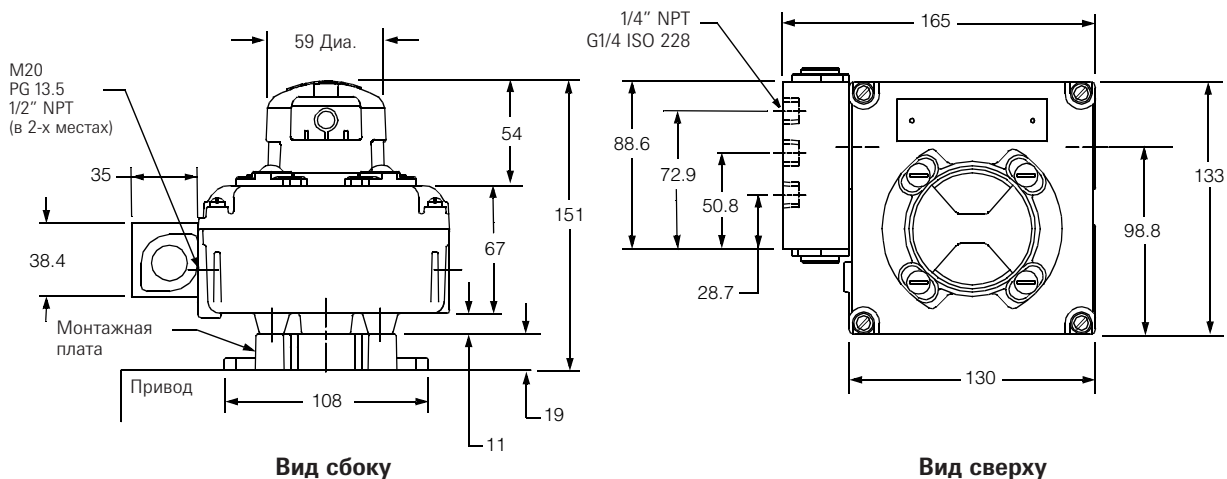 59 Диа.
M20
PG 13.5
1/2” NPT
(в 2-х местах)
35
54
151
38.4
67
Монтажная
плата
Привод
108
19
11
Вид сбоку
1/4” NPT
G1/4 ISO 228
165
88.6
72.9
50.8
28.7
133
98.8
130
Вид сверху